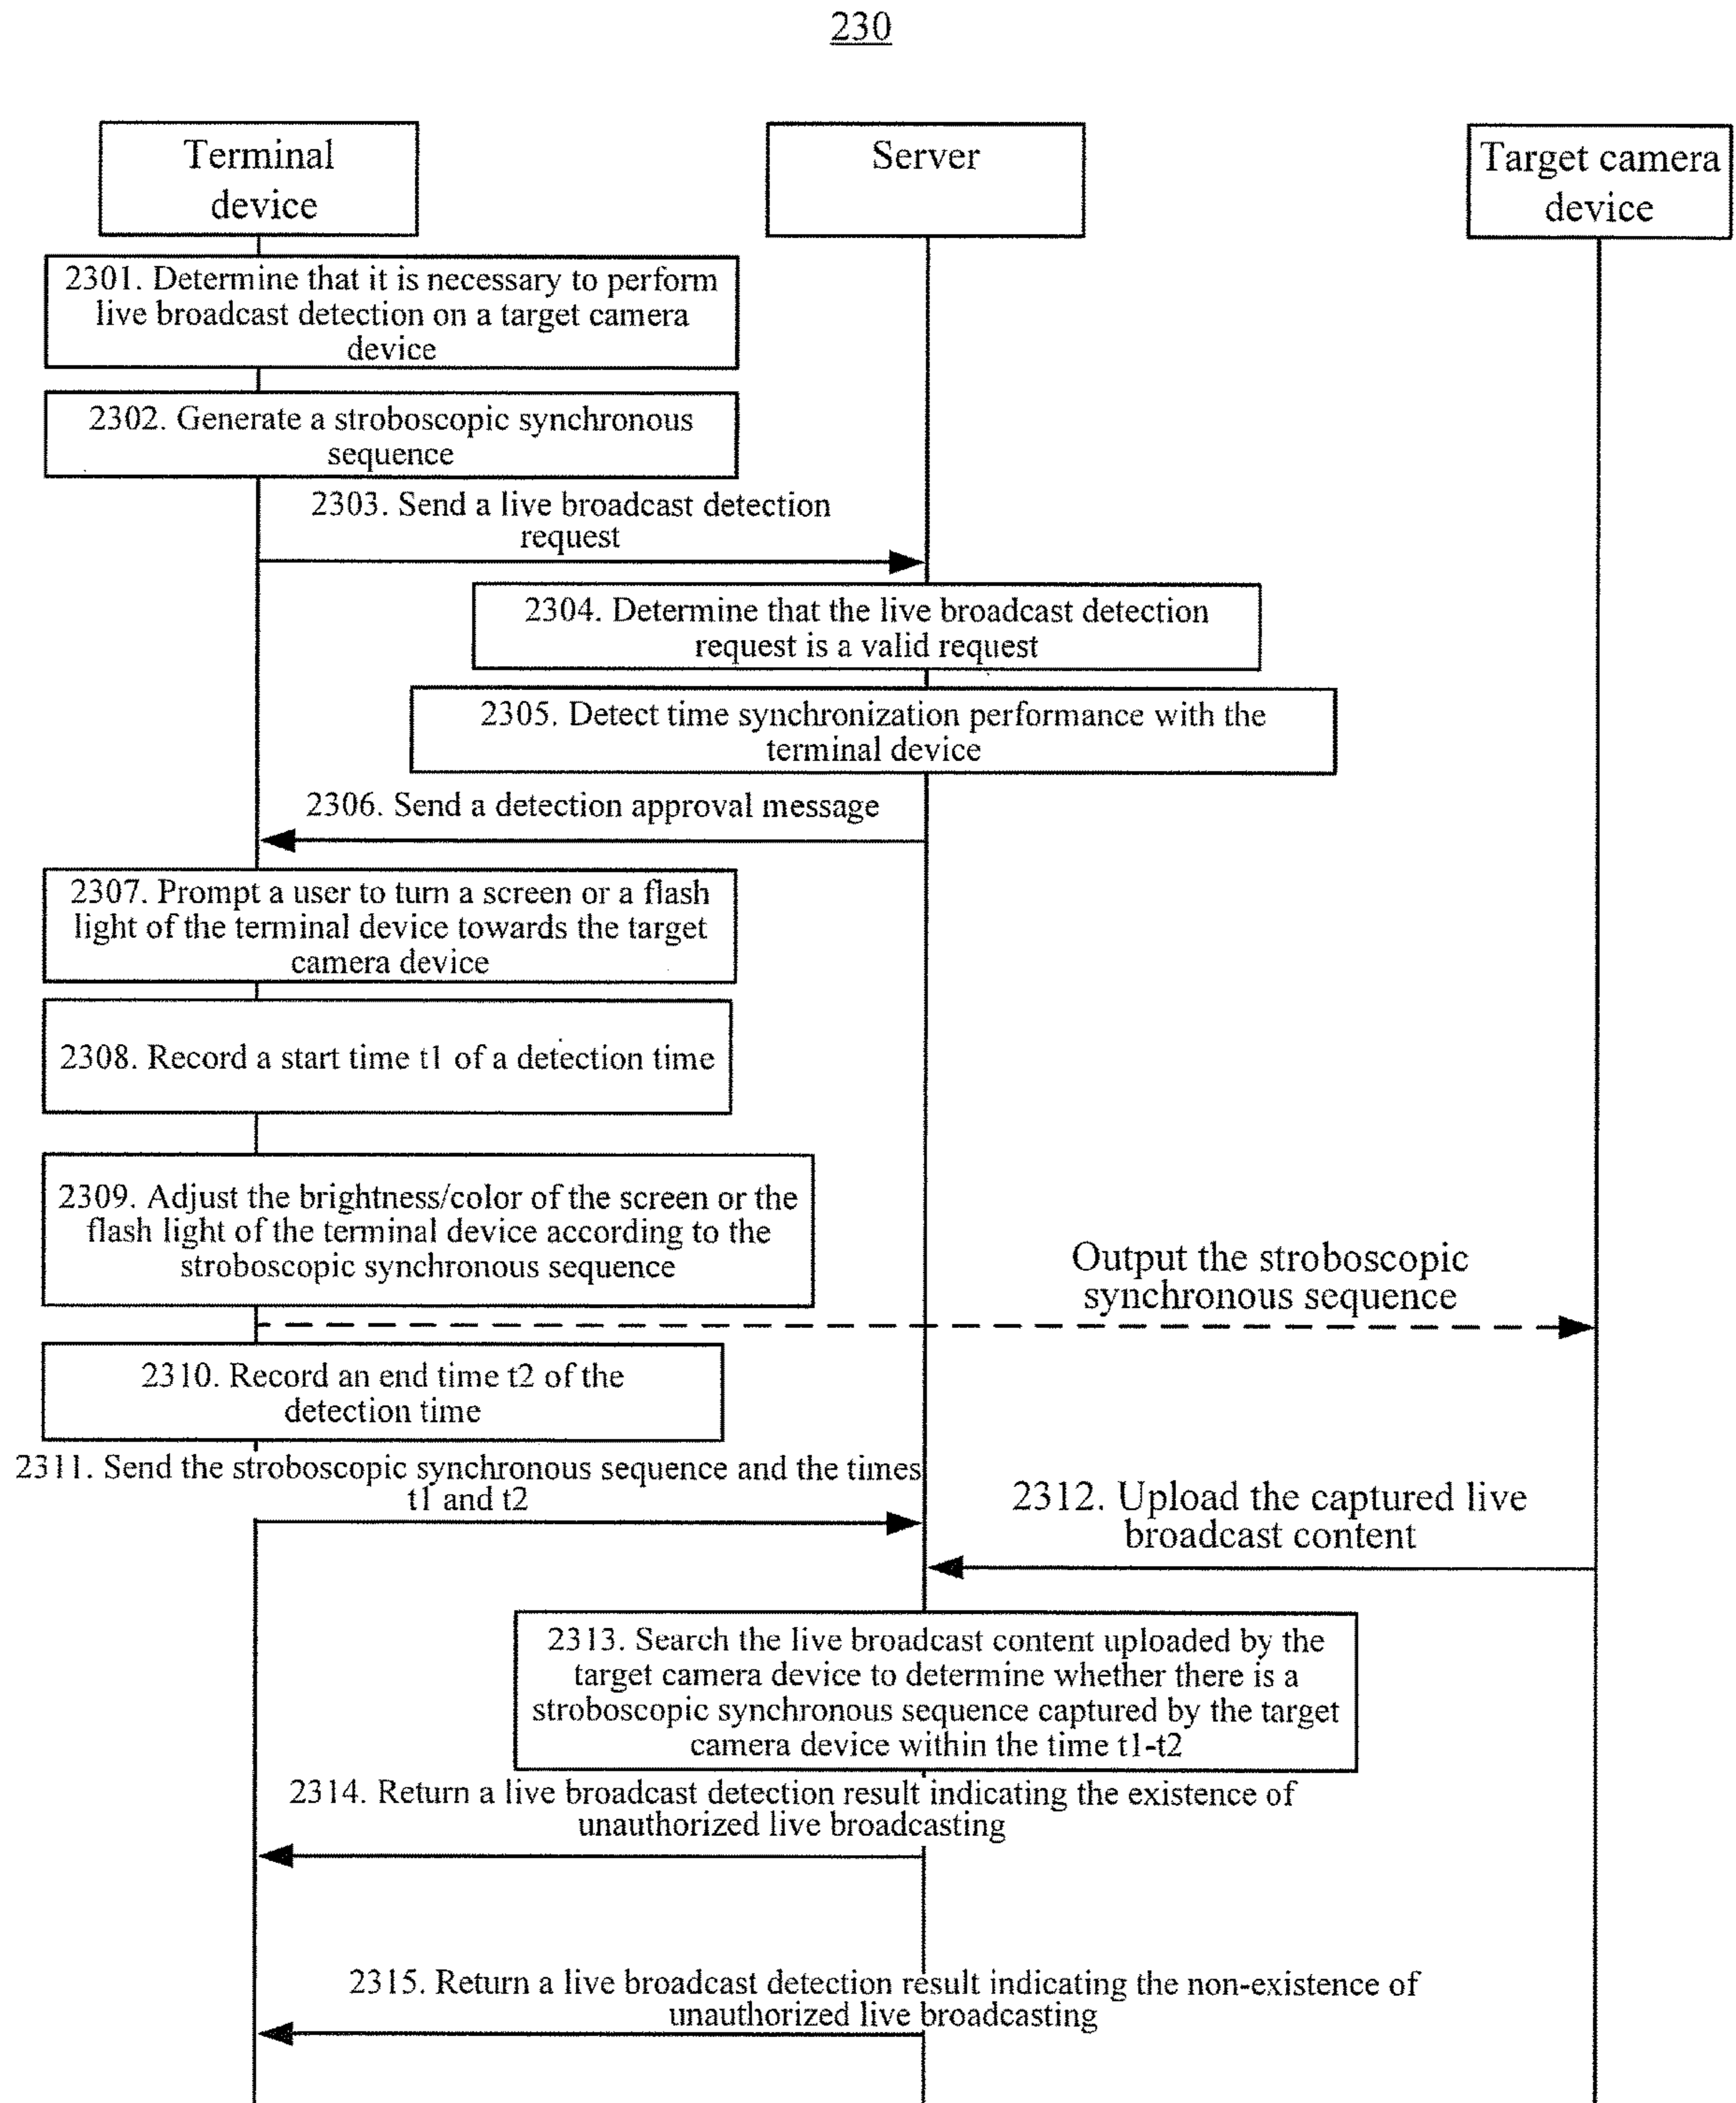 230
Terminal
device
Server
Target camera
device
2301. Determine that it is necessary to perform
live broadcast detection on a target camera
device
2302. Generate a stroboscopic synchronous
sequence
2303. Send a live broadcast detection
request
2304. Determine that the live broadcast detection
request is a valid request
2305. Detect time synchronization performance with the
terminal device
2306. Send a detection approval message
2307. Prompt a user to turn a screen or a flash
light of the terminal device towards the target
camera device
2308. Record a start time t1 of a detection time
2309. Adjust the brightness/color of the screen or the
flash light of the terminal device according to the
stroboscopic synchronous sequence
Output the stroboscopic
synchronous sequence
2310. Record an end time t2 of the
detection time
2311. Send the stroboscopic synchronous sequence and the times
t1 and t2
2312. Upload the captured live
broadcast content
2313. Search the live broadcast content uploaded by the
target camera device to determine whether there is a
stroboscopic synchronous sequence captured by the target
camera device within the time t1-t2
2314. Return a live broadcast detection result indicating the existence of
unauthorized live broadcasting
2315. Return a live broadcast detection result indicating the non-existence of
unauthorized live broadcasting